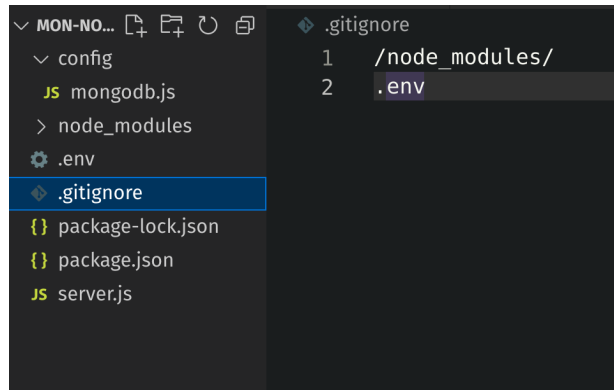 MON-NO...
config
JS mongodb.js
node_modules
.env
.gitignore
{} package-lock.json
{} package.json
JS server.js
.gitignore
1 /node_modules/
2 .env